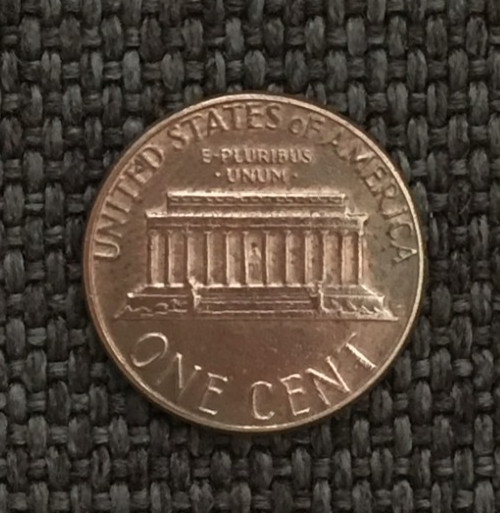 UNITED STATES OF AMERICA
E·PLURIBUS
·UNUM·
ONE CENT